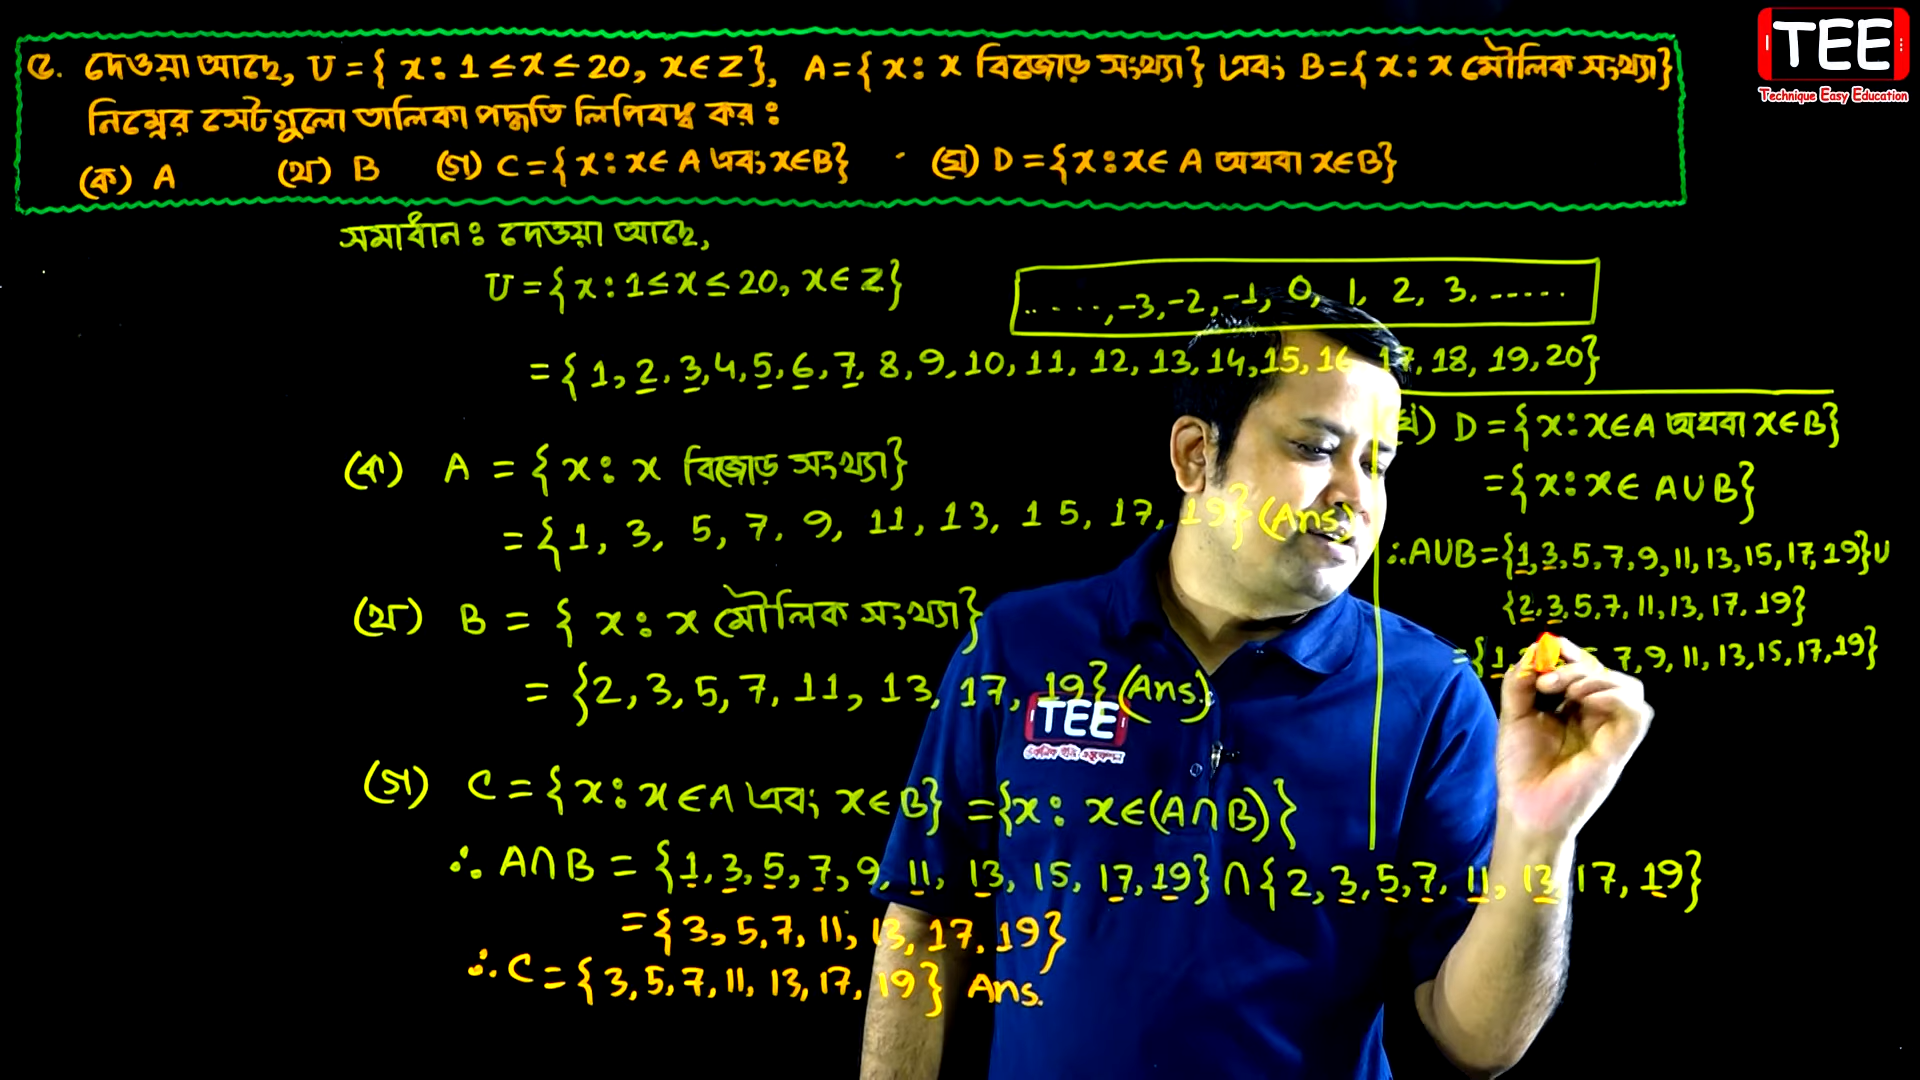 ৫. দেওয়া আছে, U = { x : 1 ≤ x ≤ 20, x ∈ Z }, A = { x : x বিজোড় সংখ্যা } এবং B = { x : x মৌলিক সংখ্যা }
নিম্নের সেটগুলো তালিকা পদ্ধতি লিপিবদ্ধ কর :
(ক) A (খ) B (গ) C = { x : x ∈ A এবং x ∈ B } (ঘ) D = { x : x ∈ A অথবা x ∈ B }
TEE
Technique Easy Education
সমাধান : দেওয়া আছে,
U = { x : 1 ≤ x ≤ 20, x ∈ Z }
....., -3, -2, -1, 0, 1, 2, 3. ......
= { 1, 2, 3, 4, 5, 6, 7, 8, 9, 10, 11, 12, 13, 14, 15, 16 17, 18, 19, 20 }
(ক) A = { x : x বিজোড় সংখ্যা }
= { 1, 3, 5, 7, 9, 11, 13, 15, 17, 19 } (Ans)
(খ) B = { x : x মৌলিক সংখ্যা }
= { 2, 3, 5, 7, 11, 13, 17, 19 } (Ans.)
TEE
(গ) C = { x : x ∈ A এবং x ∈ B } = { x : x ∈ (A ∩ B) }
∴ A ∩ B = { 1, 3, 5, 7, 9, 11, 13, 15, 17, 19 } ∩ { 2, 3, 5, 7, 11, 13 17, 19 }
= { 3, 5, 7, 11, 13, 17, 19 }
∴ C = { 3, 5, 7, 11, 13, 17, 19 } Ans.
(ঘ) D = { x : x ∈ A অথবা x ∈ B }
= { x : x ∈ A ∪ B }
∴ A ∪ B = { 1, 3, 5, 7, 9, 11, 13, 15, 17, 19 } ∪
{ 2, 3, 5, 7, 11, 13, 17, 19 }
= { 1, 7, 9, 11, 13, 15, 17, 19 }